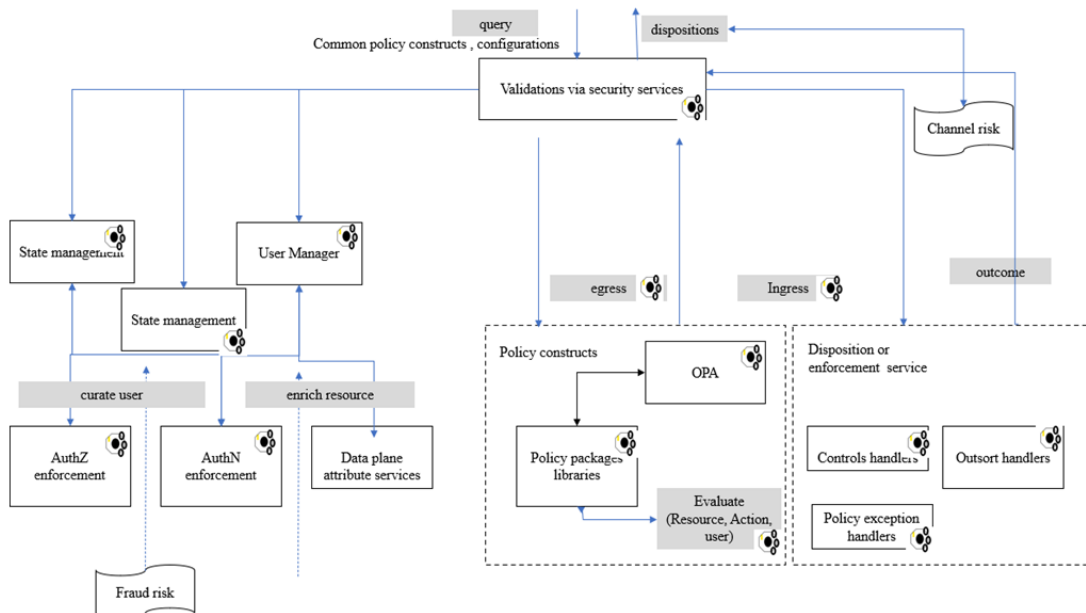 query
Common policy constructs , configurations
dispositions
Validations via security services
Channel risk
State management
User Manager
State management
egress
Ingress
outcome
Policy constructs
OPA
Disposition or
enforcement service
curate user
enrich resource
AuthZ
enforcement
AuthN
enforcement
Data plane
attribute services
Policy packages
libraries
Controls handlers
Outsort handlers
Evaluate
(Resource, Action,
user)
Policy exception
handlers
Fraud risk